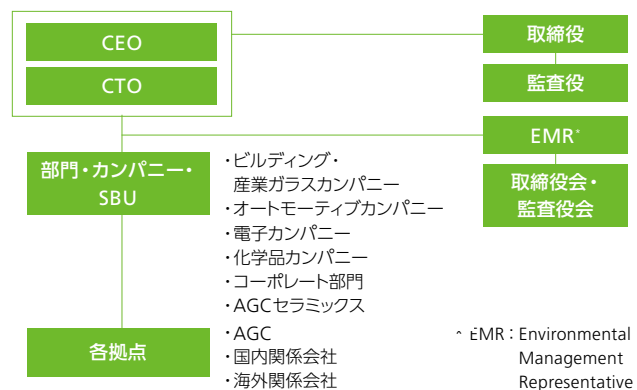 CEO
CTO
取締役
監査役
EMR*
取締役会・
監査役会
部門・カンパニー・
SBU
・ビルディング・
産業ガラスカンパニー
・オートモーティブカンパニー
・電子カンパニー
・化学品カンパニー
・コーポレート部門
・AGCセラミックス
各拠点
・AGC
・国内関係会社
・海外関係会社
* EMR：Environmental
Management
Representative